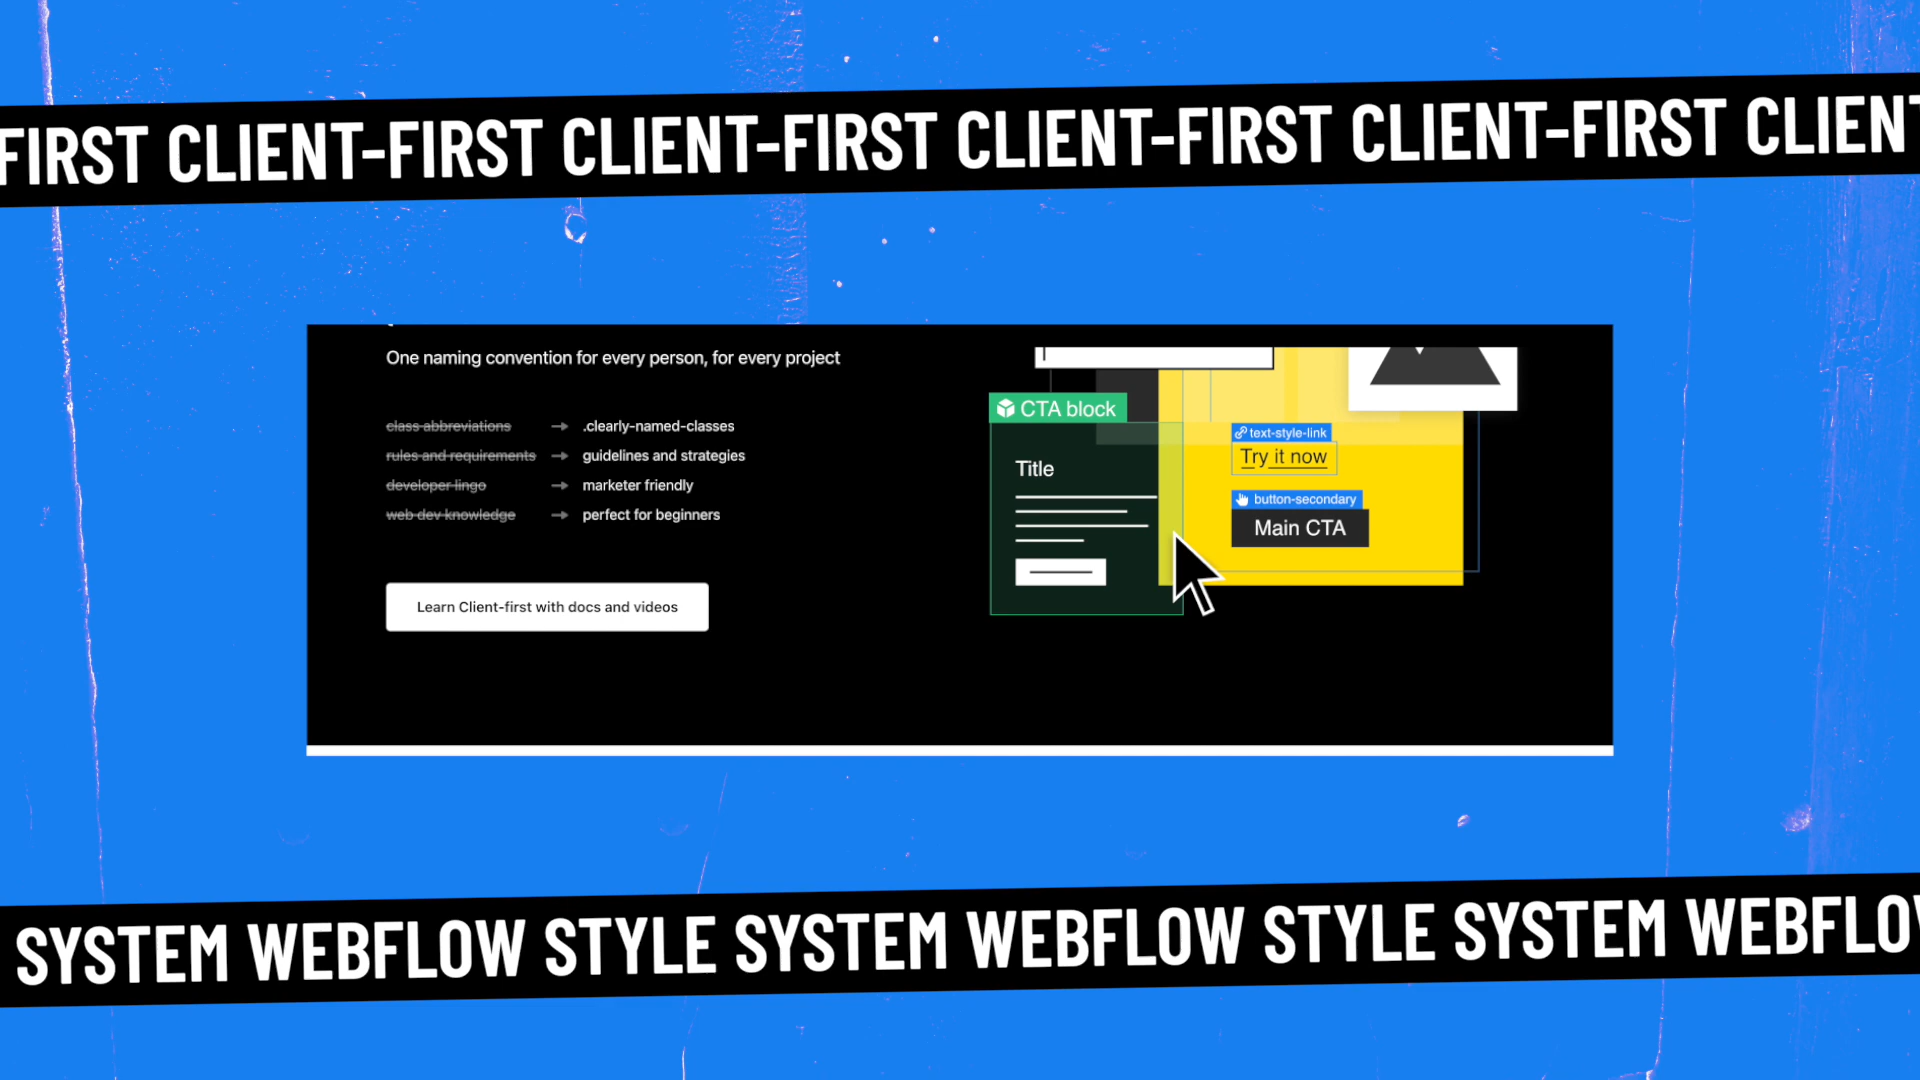 FIRST CLIENT-FIRST CLIENT-FIRST CLIENT-FIRST CLIENT-FIRST CLIENT
One naming convention for every person, for every project
class abbreviations → .clearly-named-classes
rules and requirements → guidelines and strategies
developer lingo → marketer friendly
web dev knowledge → perfect for beginners
Learn Client-first with docs and videos
CTA block
Title
text-style-link
Try it now
button-secondary
Main CTA
SYSTEM WEBFLOW STYLE SYSTEM WEBFLOW STYLE SYSTEM WEBFLOW